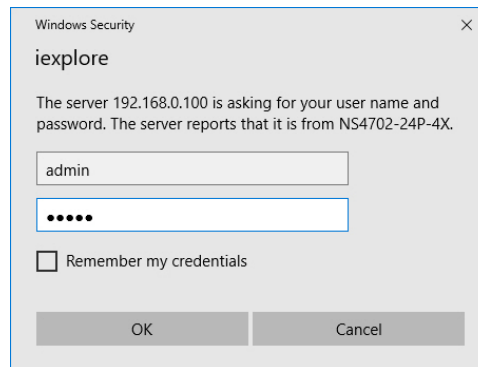 Windows Security
iexplore
The server 192.168.0.100 is asking for your user name and
password. The server reports that it is from NS4702-24P-4X.
admin
•••••
Remember my credentials
OK
Cancel